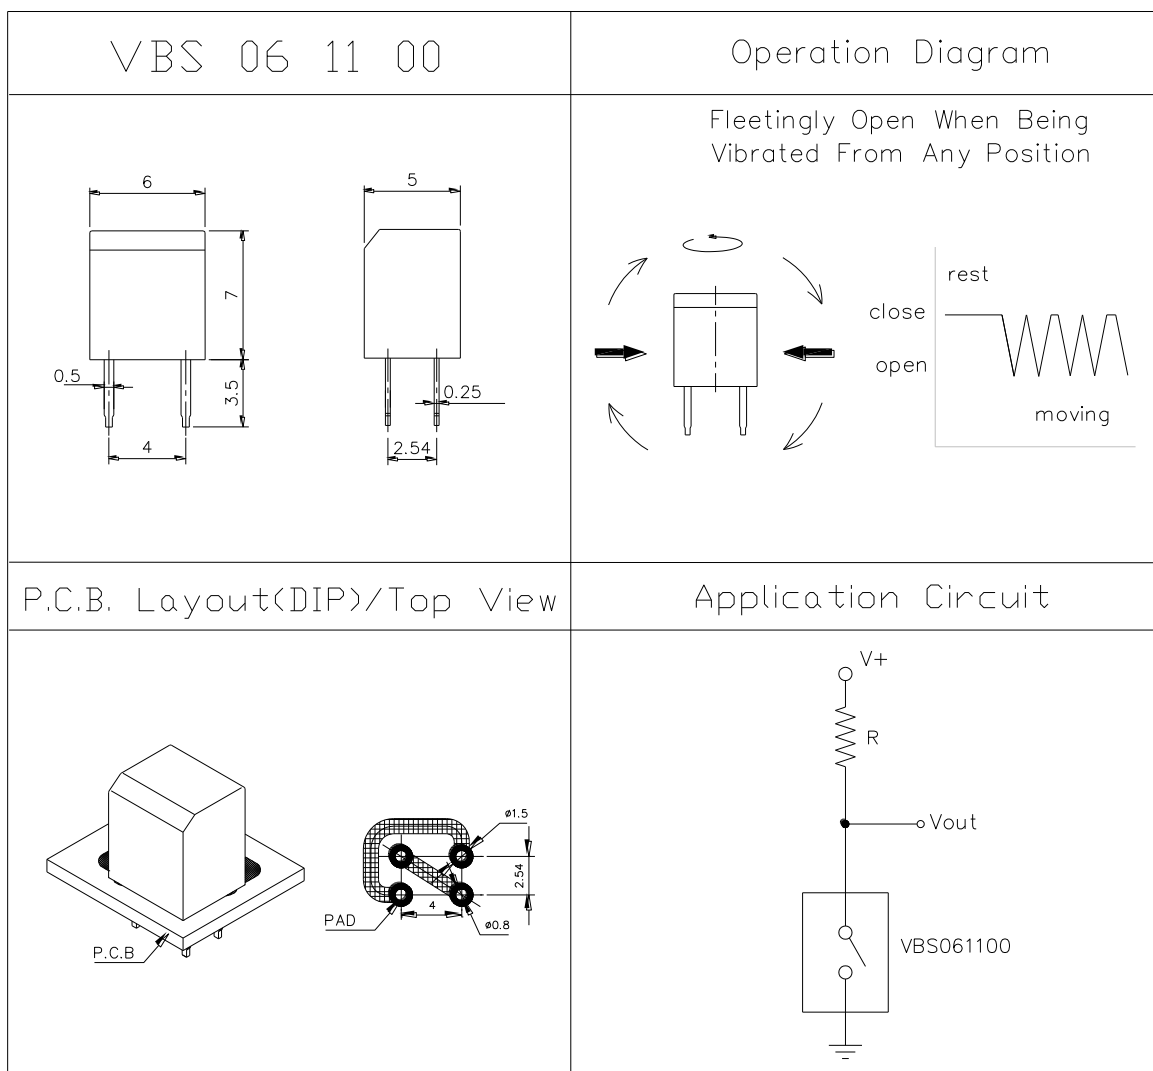 VBS 06 11 00
Operation Diagram
Fleetingly Open When Being
Vibrated From Any Position
6
5
7
0.5
3.5
4
0.25
2.54
rest
close
open
moving
P.C.B. Layout(DIP)/Top View
Application Circuit
P.C.B
PAD
ø1.5
2.54
4
ø0.8
V+
R
Vout
VBS061100